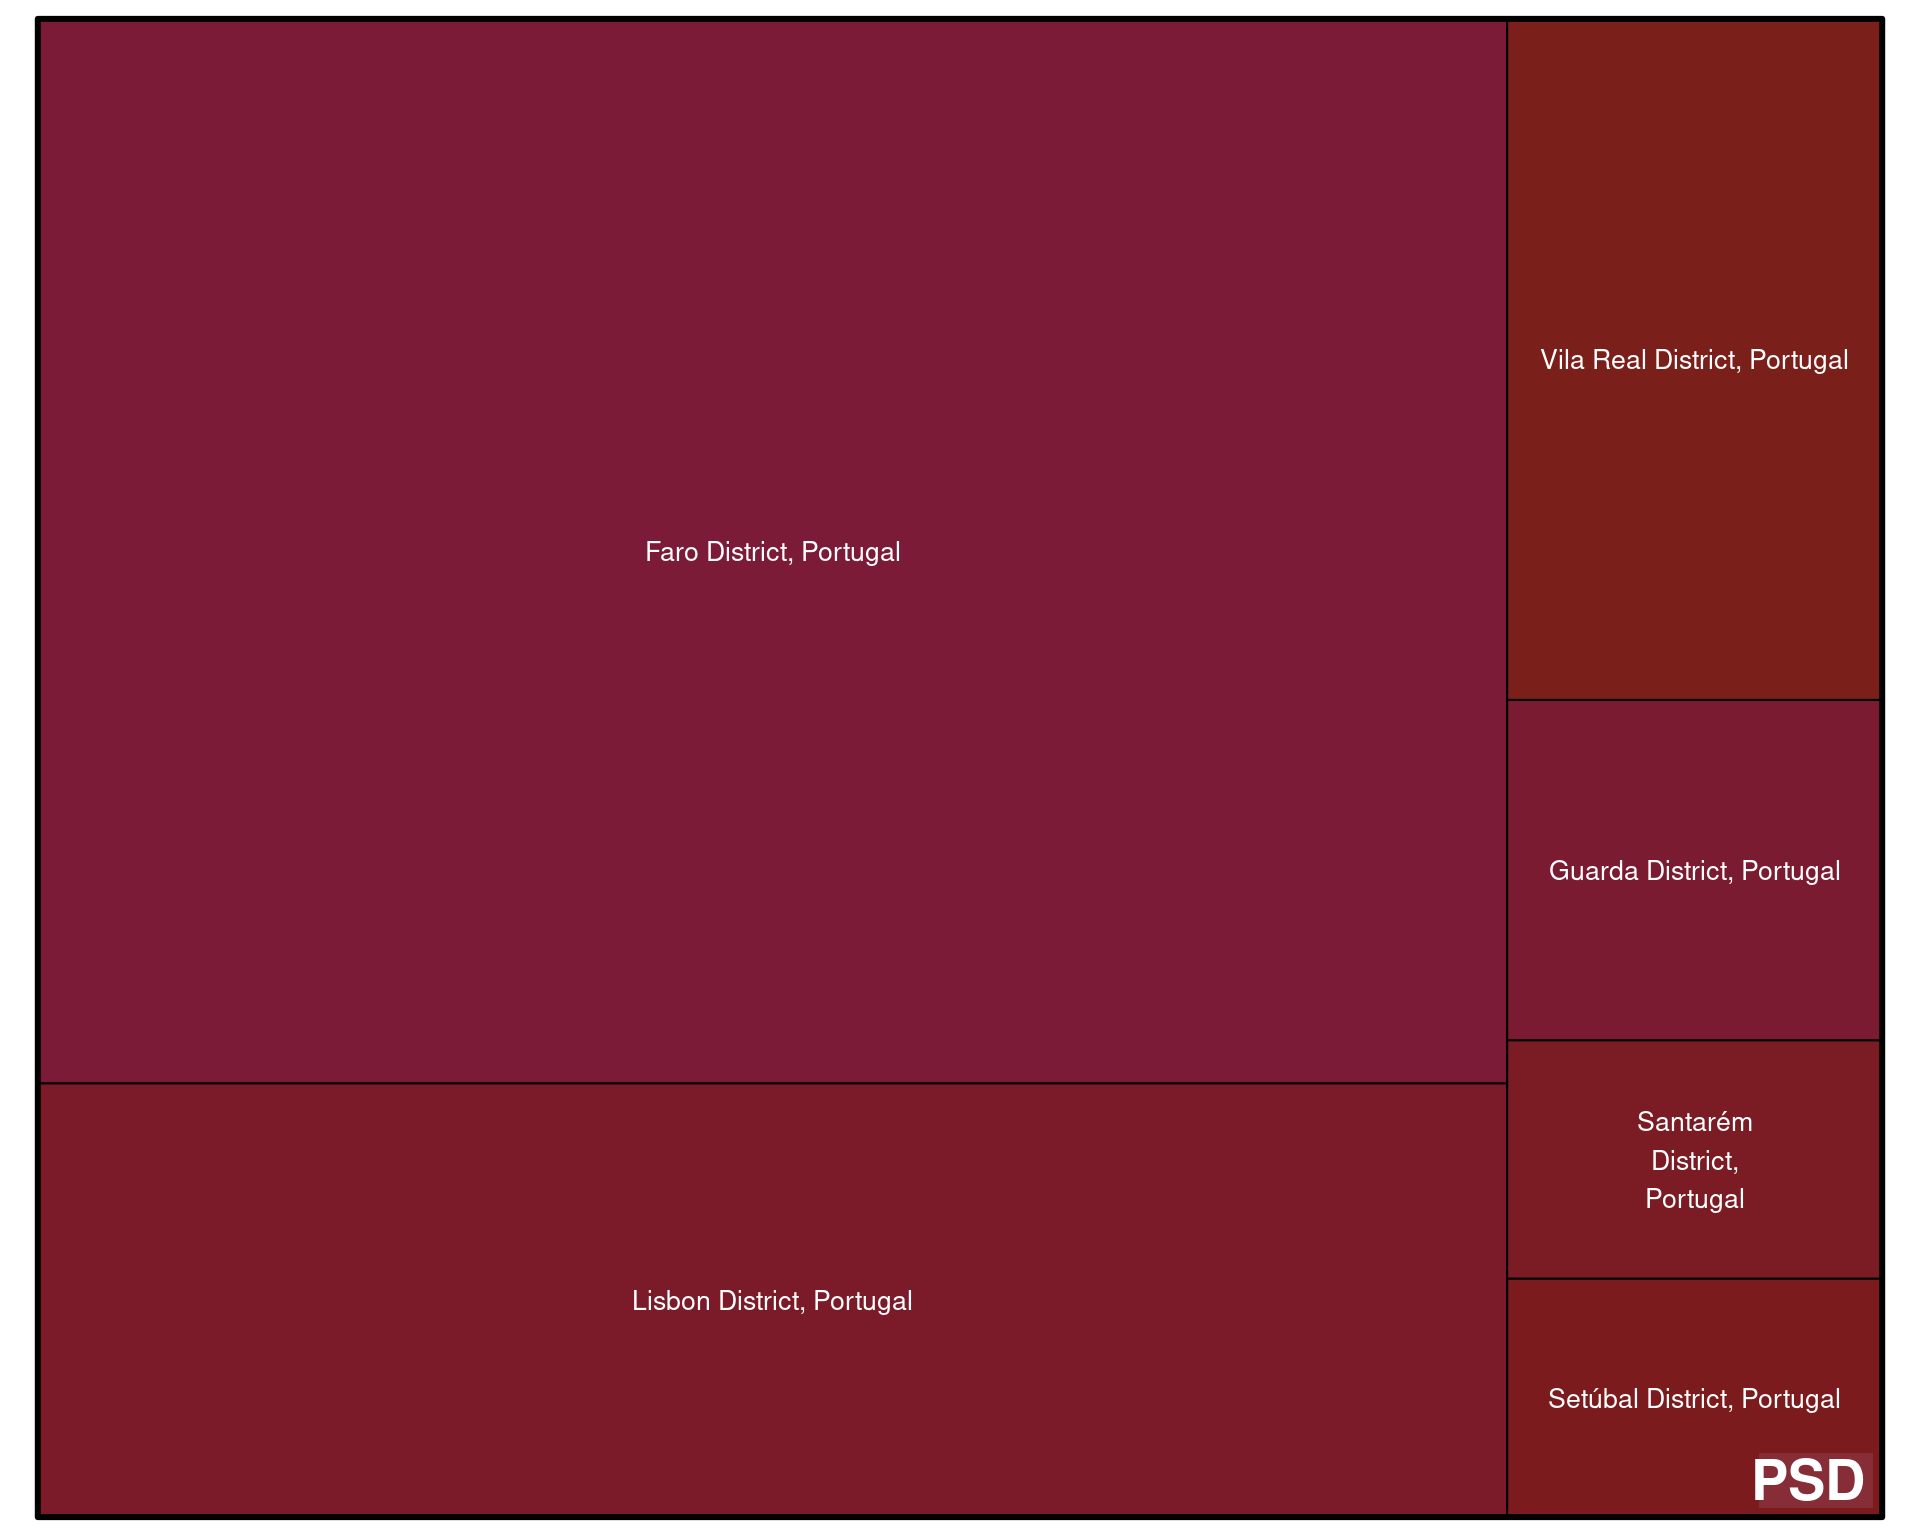 Faro District, Portugal
Lisbon District, Portugal
Vila Real District, Portugal
Guarda District, Portugal
Santarém
District,
Portugal
Setúbal District, Portugal
PSD